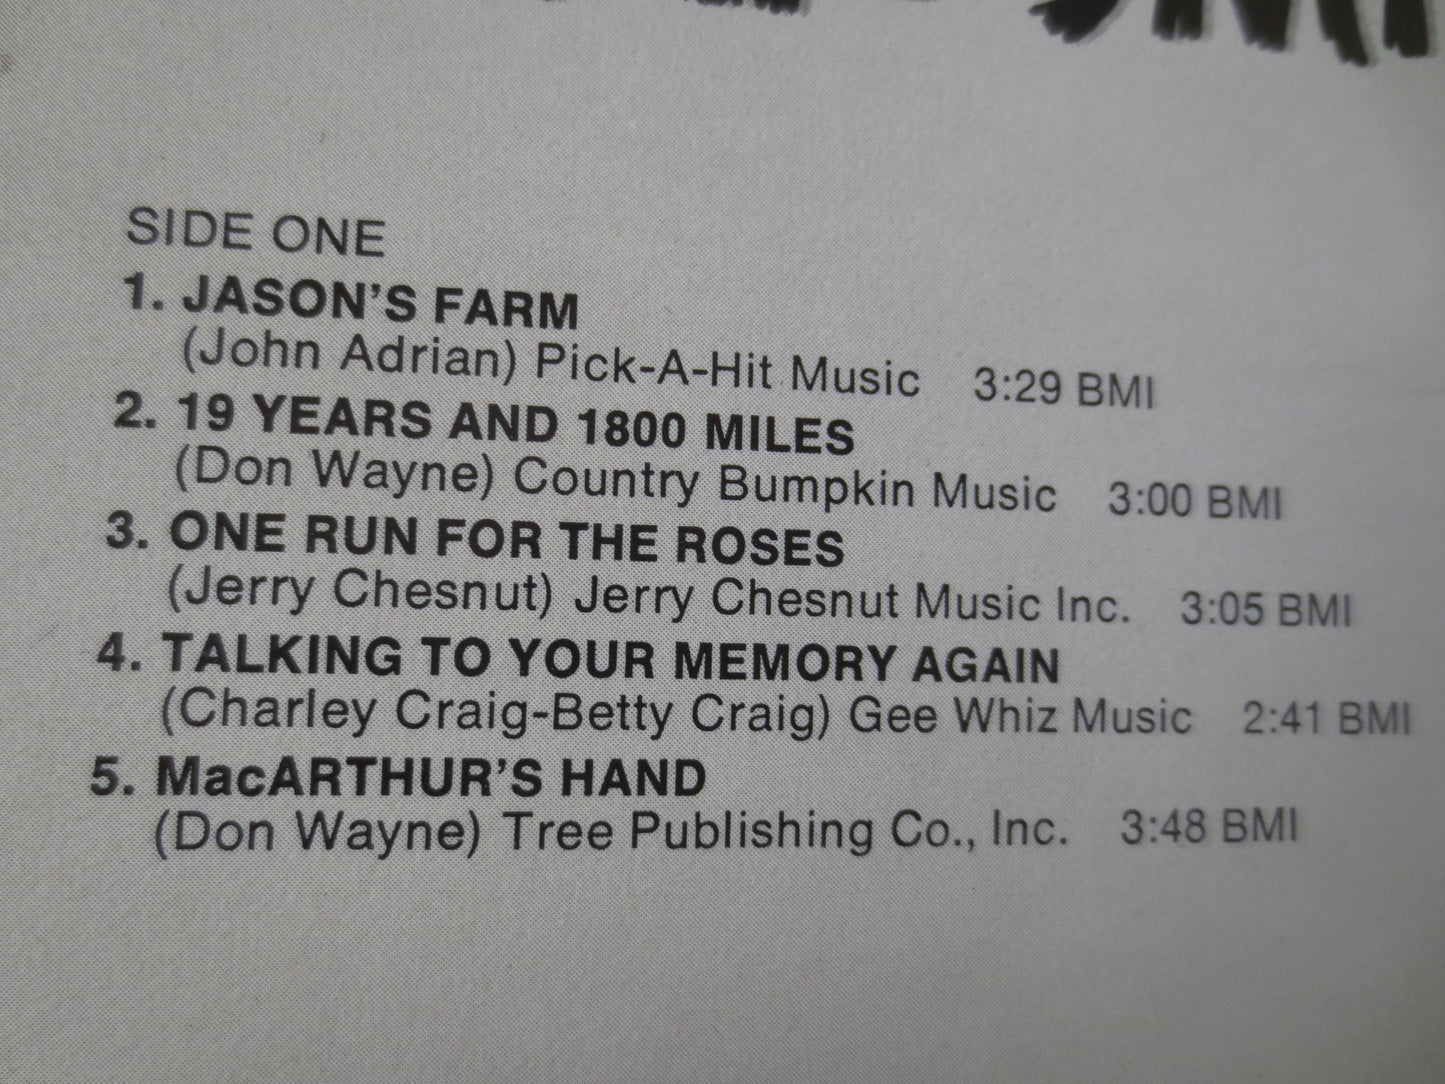 SIDE ONE
1. JASON'S FARM
(John Adrian) Pick-A-Hit Music 3:29 BMI
2. 19 YEARS AND 1800 MILES
(Don Wayne) Country Bumpkin Music 3:00 BMI
3. ONE RUN FOR THE ROSES
(Jerry Chesnut) Jerry Chesnut Music Inc. 3:05 BMI
4. TALKING TO YOUR MEMORY AGAIN
(Charley Craig-Betty Craig) Gee Whiz Music 2:41 BMI
5. MacARTHUR'S HAND
(Don Wayne) Tree Publishing Co., Inc. 3:48 BMI